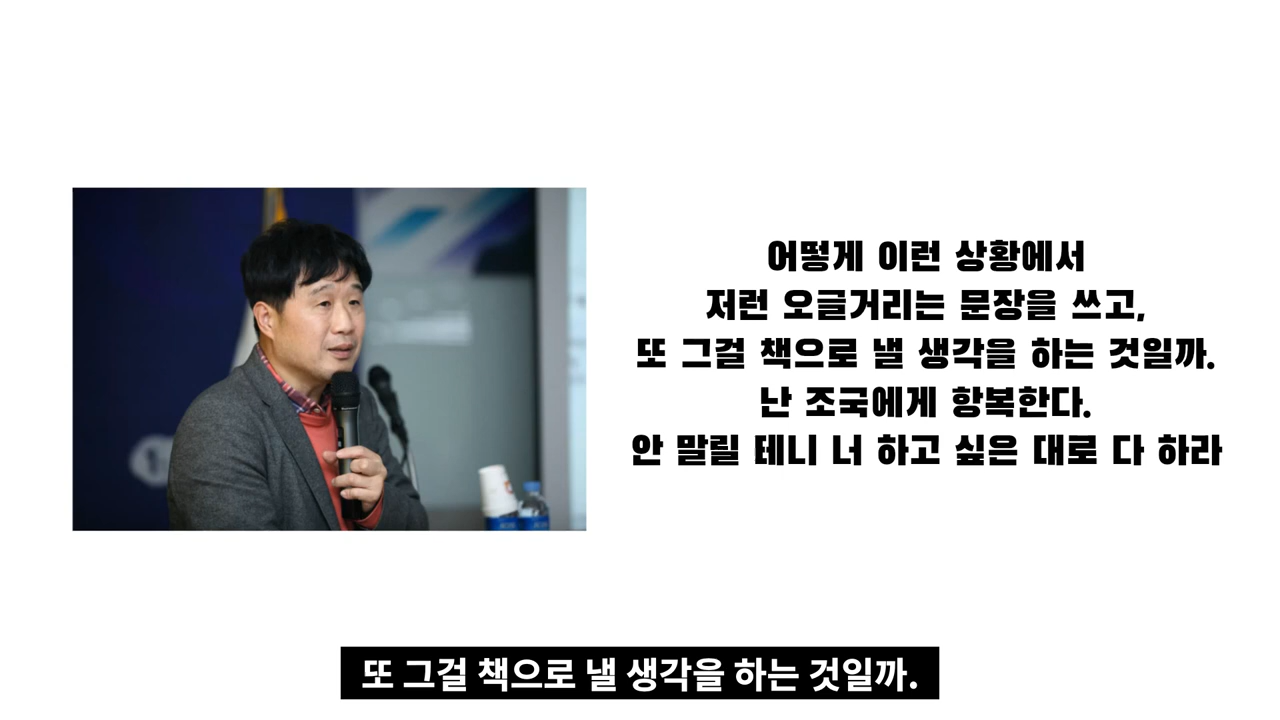 어떻게 이런 상황에서
저런 오글거리는 문장을 쓰고,
또 그걸 책으로 낼 생각을 하는 것일까.
난 조국에게 항복한다.
안 말릴 테니 너 하고 싶은 대로 다 하라
또 그걸 책으로 낼 생각을 하는 것일까.